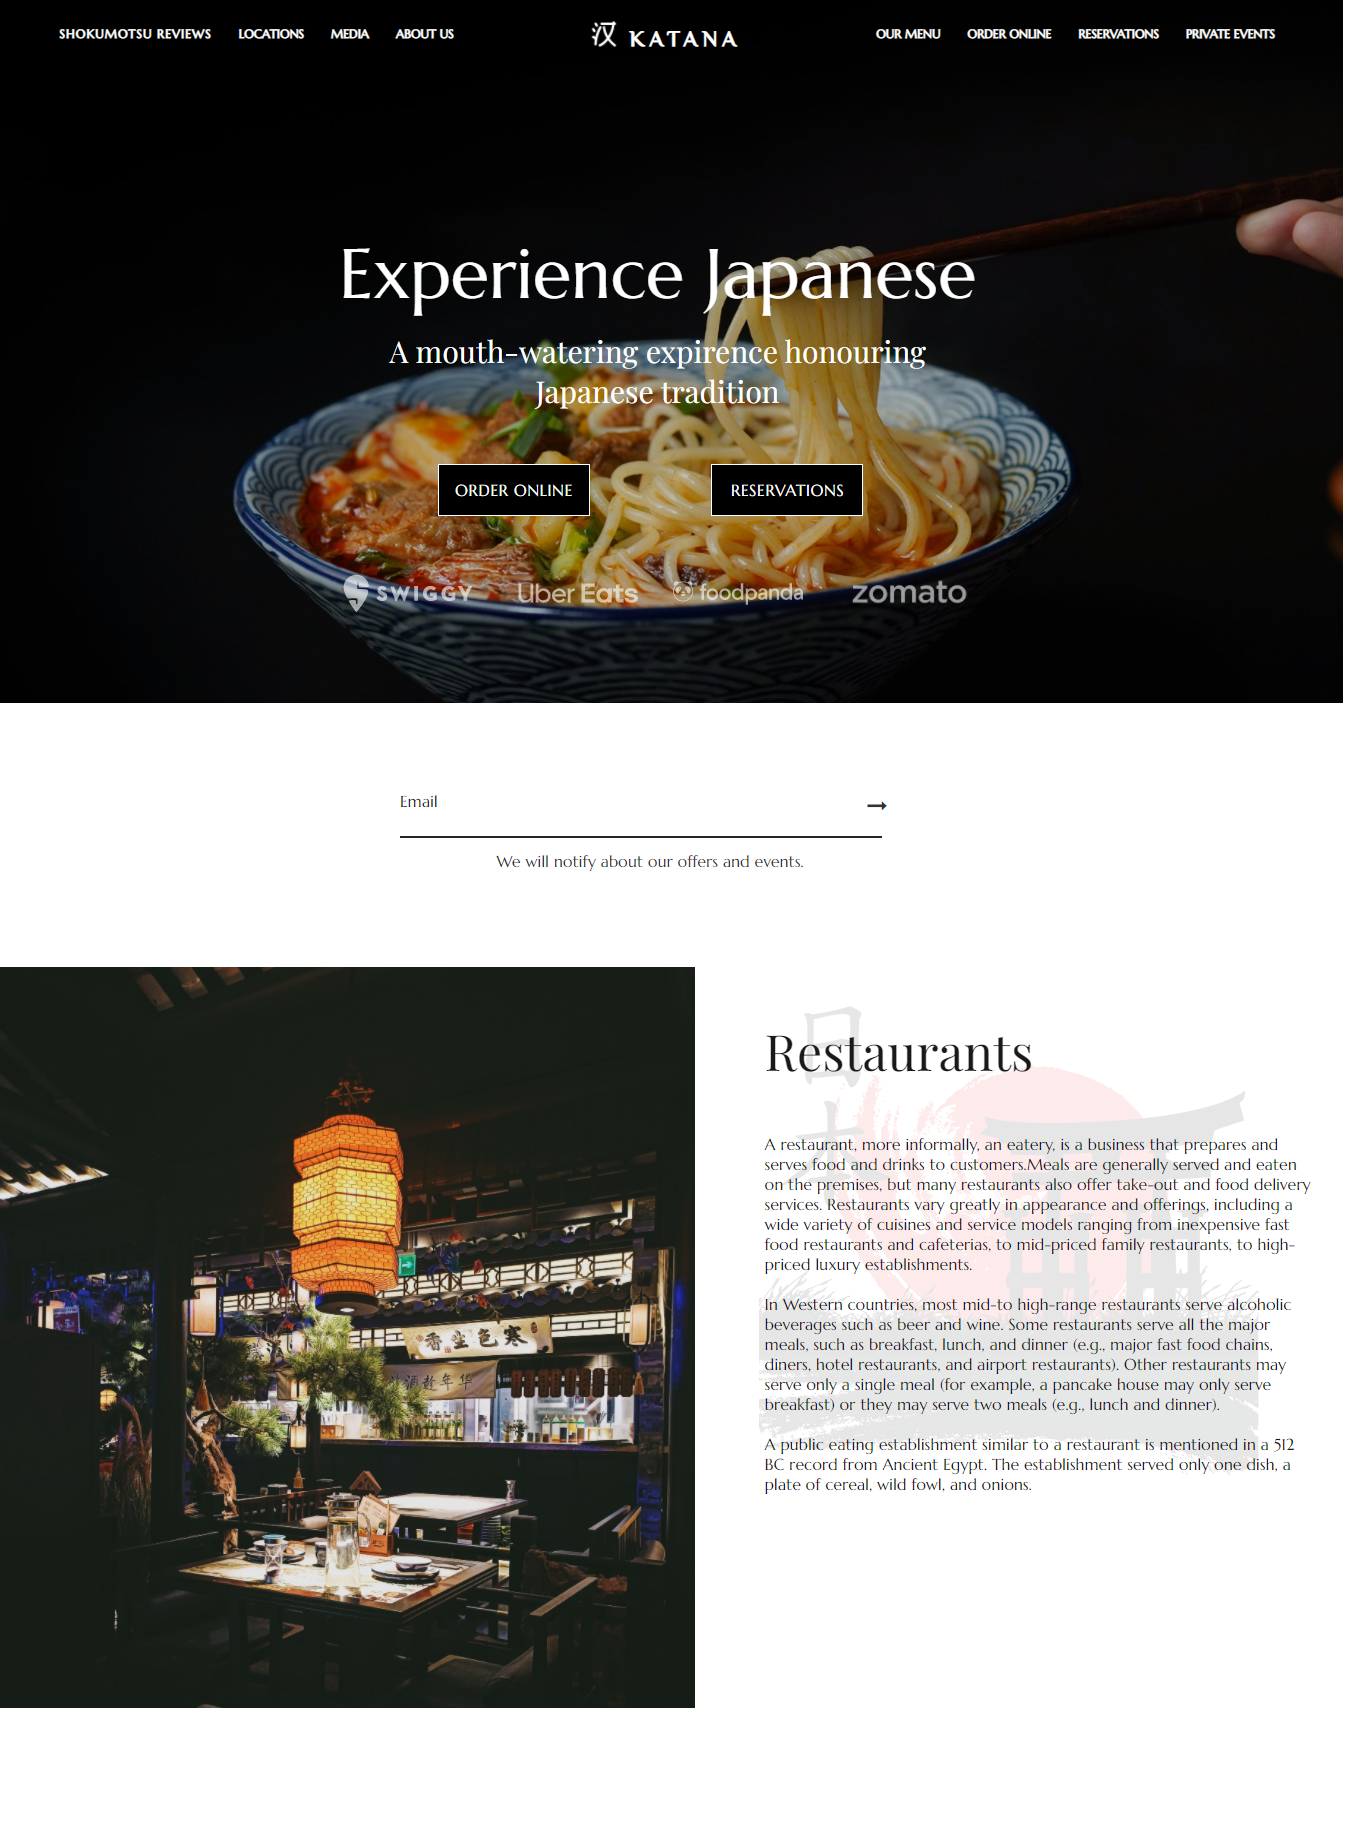 SHOKUMOTSU REVIEWS LOCATIONS MEDIA ABOUT US
汉 KATANA
OUR MENU ORDER ONLINE RESERVATIONS PRIVATE EVENTS
Experience Japanese
A mouth-watering expirence honouring
Japanese tradition
ORDER ONLINE RESERVATIONS
SWIGGY Uber Eats foodpanda zomato
Email
We will notify about our offers and events.
香生色寒
酒趁年华
日
本
Restaurants
A restaurant, more informally, an eatery, is a business that prepares and
serves food and drinks to customers.Meals are generally served and eaten
on the premises, but many restaurants also offer take-out and food delivery
services. Restaurants vary greatly in appearance and offerings, including a
wide variety of cuisines and service models ranging from inexpensive fast
food restaurants and cafeterias, to mid-priced family restaurants, to high-
priced luxury establishments.
In Western countries, most mid-to high-range restaurants serve alcoholic
beverages such as beer and wine. Some restaurants serve all the major
meals, such as breakfast, lunch, and dinner (e.g., major fast food chains,
diners, hotel restaurants, and airport restaurants). Other restaurants may
serve only a single meal (for example, a pancake house may only serve
breakfast) or they may serve two meals (e.g., lunch and dinner).
A public eating establishment similar to a restaurant is mentioned in a 512
BC record from Ancient Egypt. The establishment served only one dish, a
plate of cereal, wild fowl, and onions.